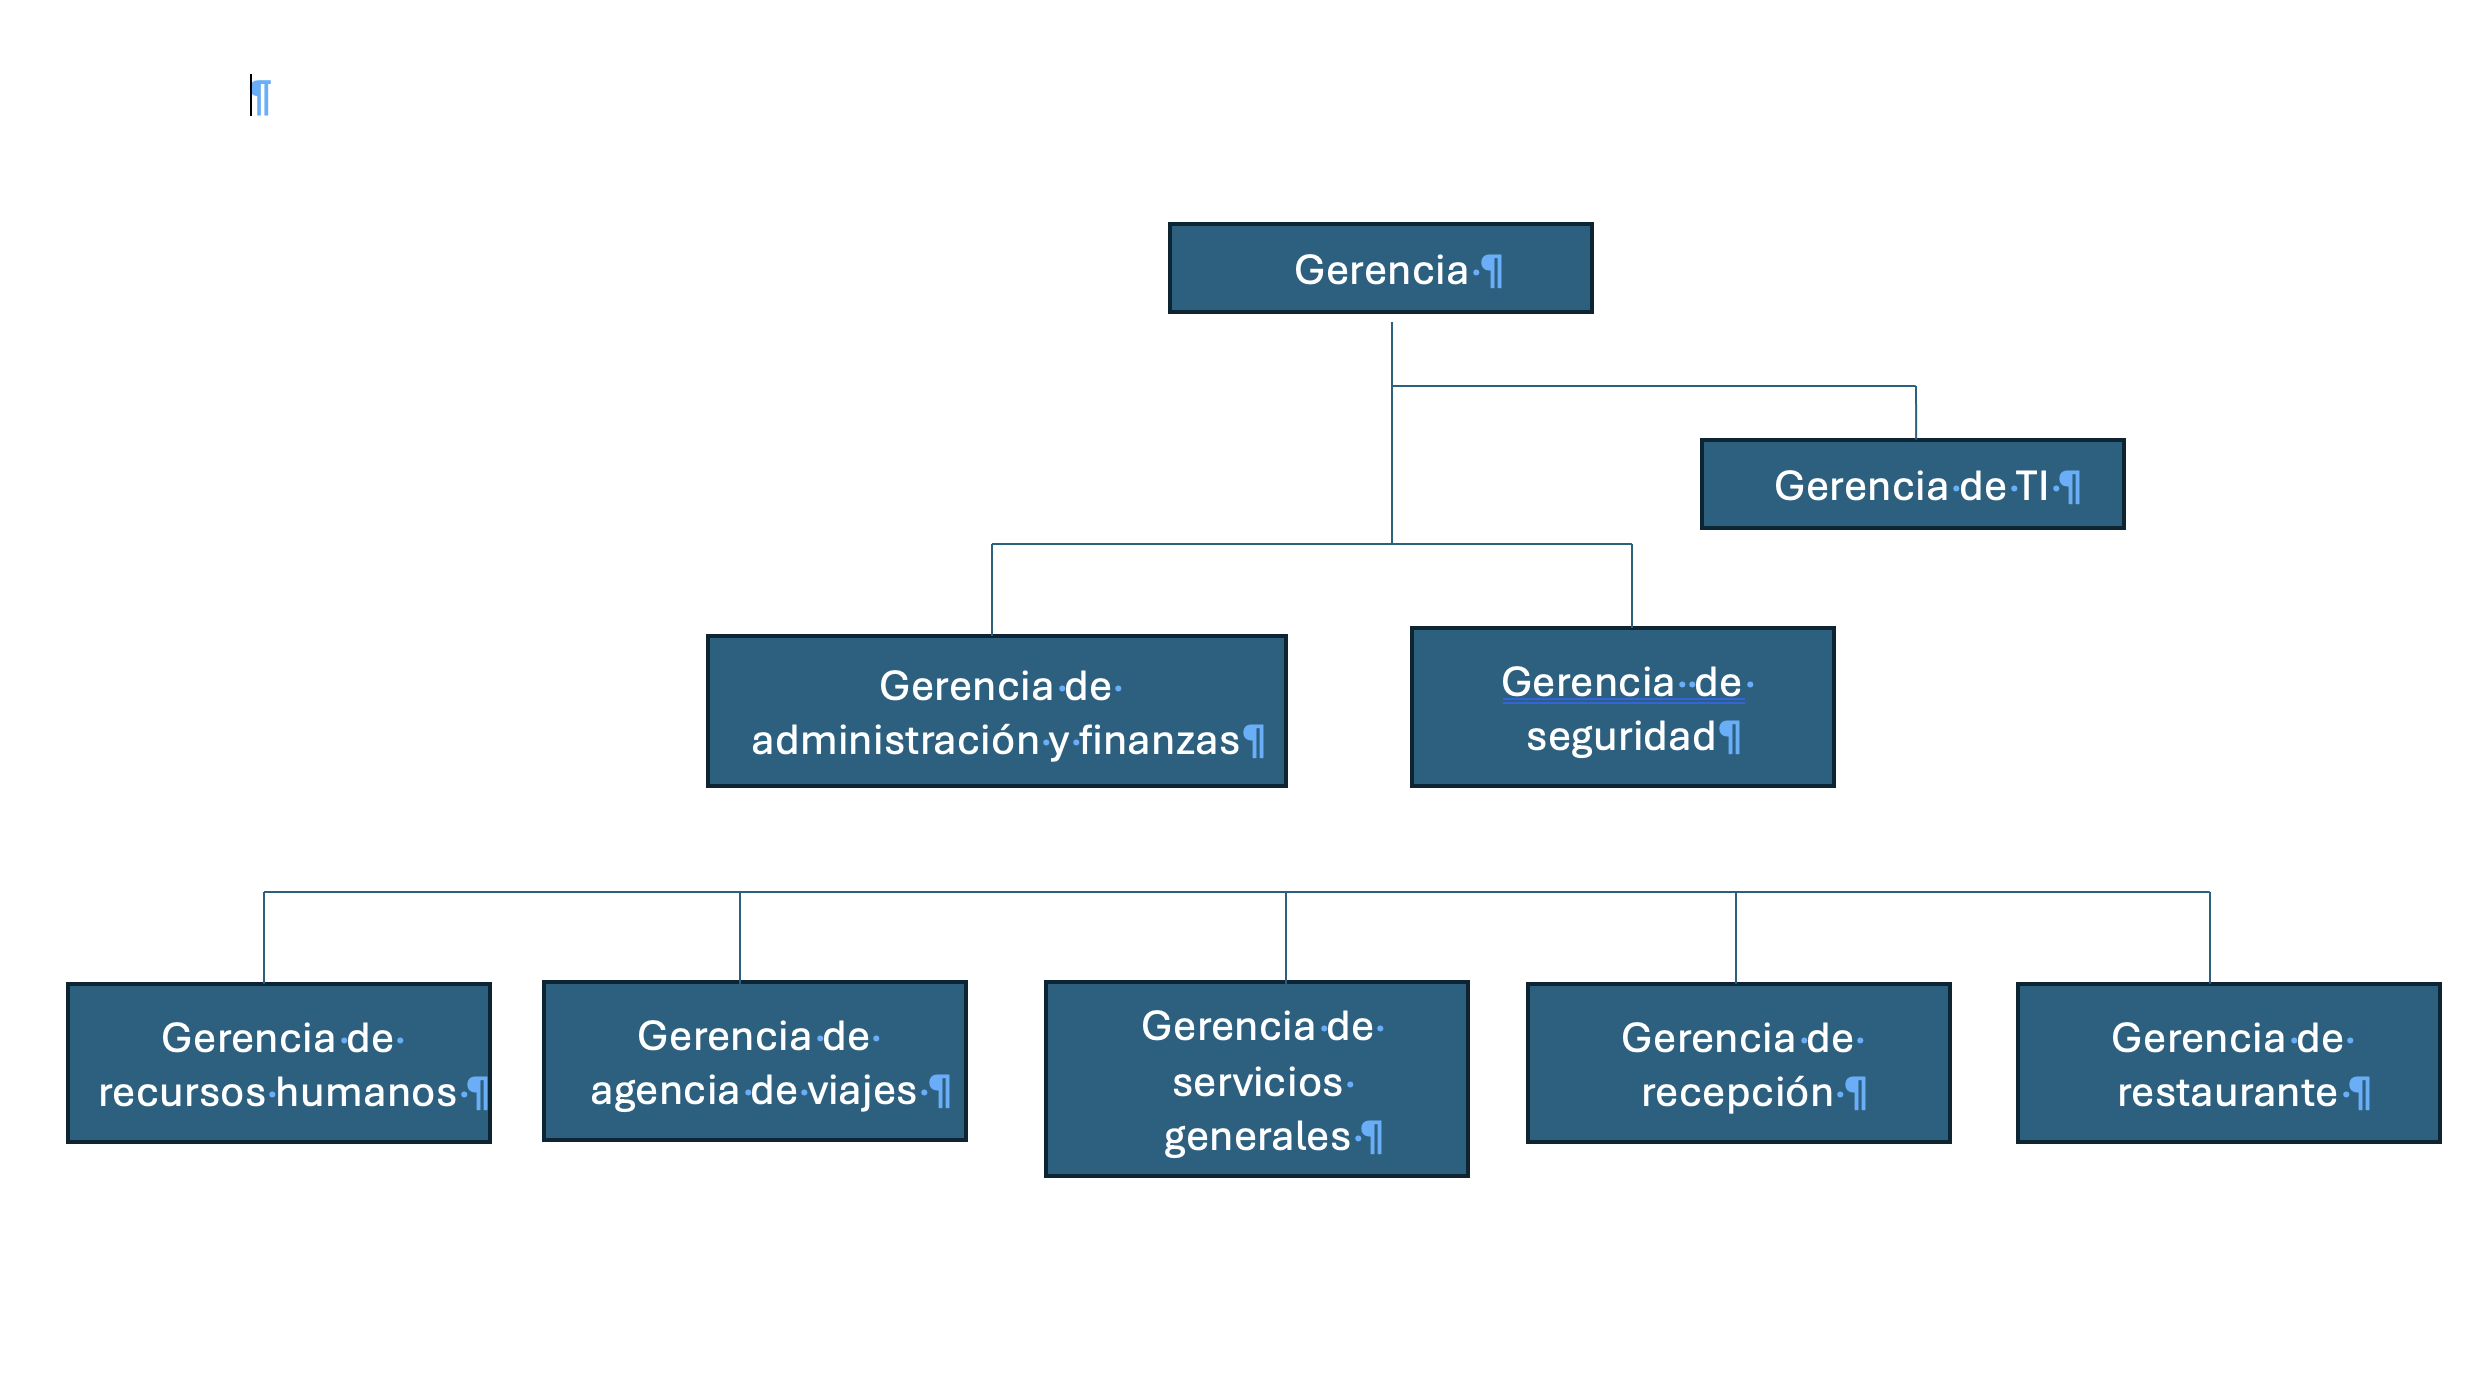 Gerencia
Gerencia de TI
Gerencia de
administración y finanzas
Gerencia  de
seguridad
Gerencia de
recursos humanos
Gerencia de
agencia de viajes
Gerencia de
servicios
generales
Gerencia de
recepción
Gerencia de
restaurante